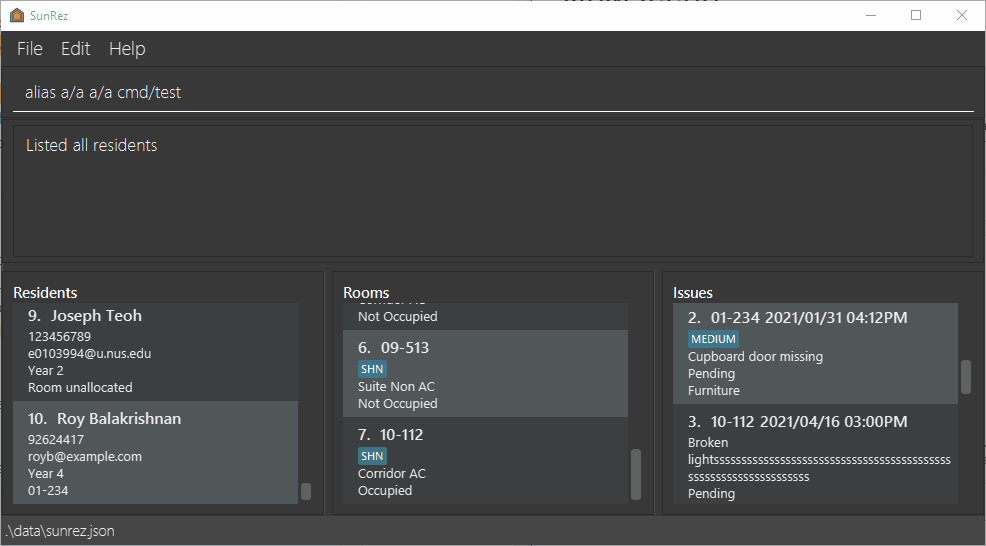 SunRez
File Edit Help
alias a/a a/a cmd/test
Listed all residents
Residents
9. Joseph Teoh
123456789
e0103994@u.nus.edu
Year 2
Room unallocated
10. Roy Balakrishnan
92624417
royb@example.com
Year 4
01-234
Rooms
Not Occupied
6. 09-513
SHN
Suite Non AC
Not Occupied
7. 10-112
SHN
Corridor AC
Occupied
Issues
2. 01-234 2021/01/31 04:12PM
MEDIUM
Cupboard door missing
Pending
Furniture
3. 10-112 2021/04/16 03:00PM
Broken
lightsssssssssssssssssssssssssssssssssssssssssss
ssssssssssssssssssssss
Pending
.\data\sunrez.json